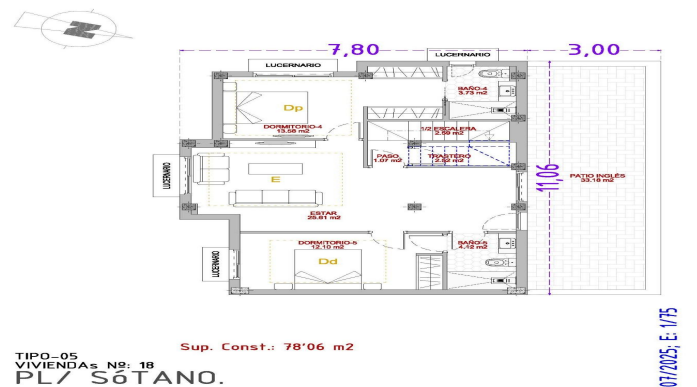 7,80
3,00
LUCERNARIO
LUCERNARIO
BAÑO-4
3.73 m2
Dp
DORMITORIO-4
13.58 m2
1/2 ESCALERA
2.59 m2
PASO
1.07 m2
TRASTERO
2.52 m2
LUCERNARIO
E
11,06
PATIO INGLÉS
33.18 m2
ESTAR
25.61 m2
DORMITORIO-5
12.10 m2
BAÑO-5
4.12 m2
LUCERNARIO
Dd
Sup. Const.: 78'06 m2
07/2025; E: 1/75
TIPO-05
VIVIENDAs Nº: 18
PL/ SóTANO.